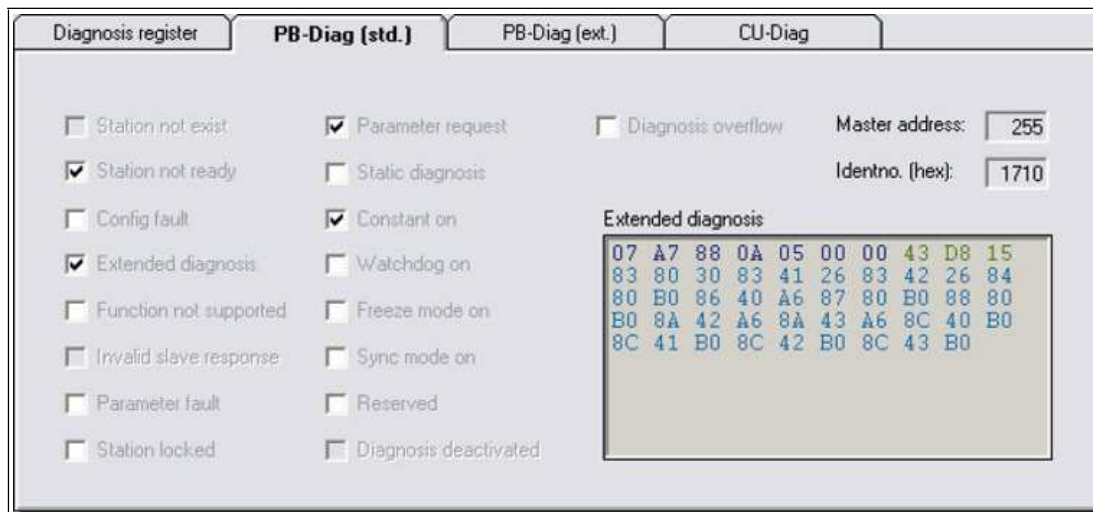 Diagnosis register PB-Diag (std.) PB-Diag (ext.) CU-Diag
Station not exist Parameter request Diagnosis overflow Master address: 255
Station not ready Static diagnosis Identno. (hex): 1710
Config fault Constant on Extended diagnosis
07 A7 88 0A 05 00 00 43 D8 15
Extended diagnosis Watchdog on 83 80 30 83 41 26 83 42 26 84
80 B0 86 40 A6 87 80 B0 88 80
Function not supported Freeze mode on B0 8A 42 A6 8A 43 A6 8C 40 B0
8C 41 B0 8C 42 B0 8C 43 B0
Invalid slave response Sync mode on
Parameter fault Reserved
Station locked Diagnosis deactivated